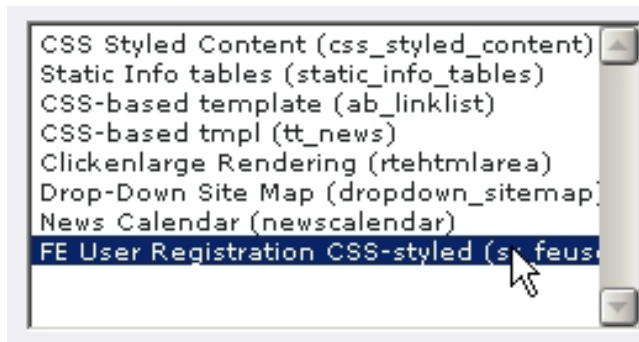 CSS Styled Content (css_styled_content)
Static Info tables (static_info_tables)
CSS-based template (ab_linklist)
CSS-based tmpl (tt_news)
Clickenlarge Rendering (rtehtmlarea)
Drop-Down Site Map (dropdown_sitemap)
News Calendar (newscalendar)
FE User Registration CSS-styled